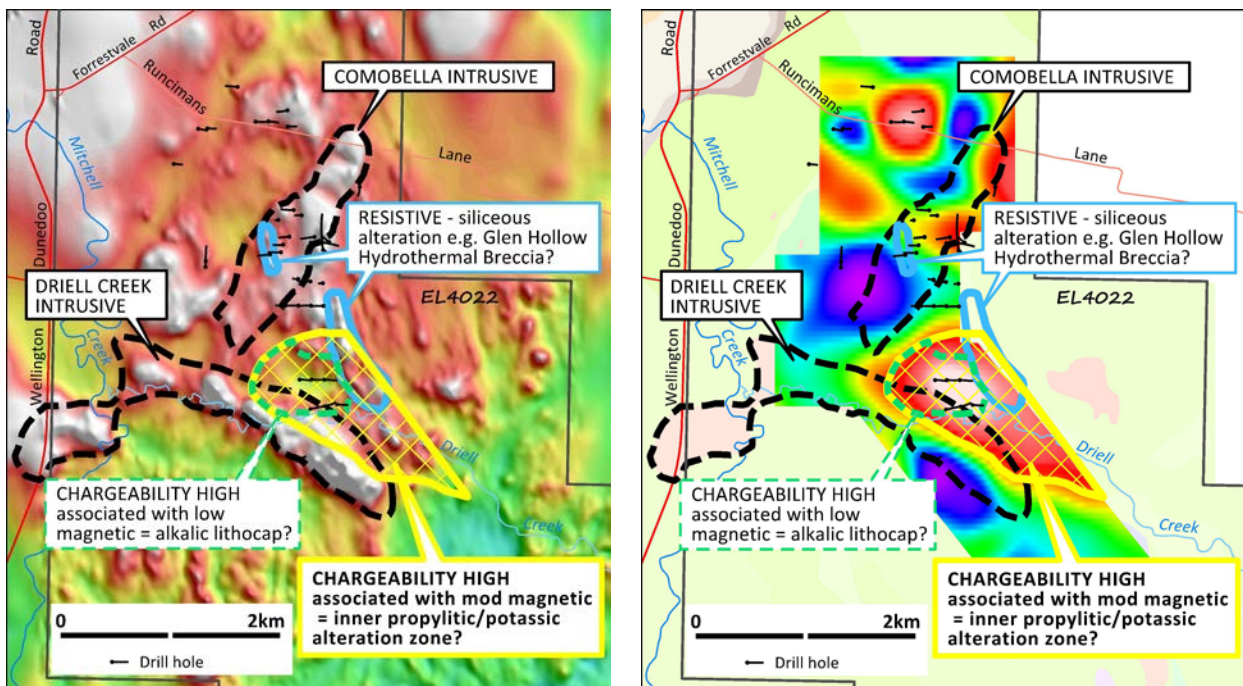 Road
Forrestvale Rd
Runcimans
COMOBELLA INTRUSIVE
Mitchell
Lane
RESISTIVE - siliceous
alteration e.g. Glen Hollow
Hydrothermal Breccia?
Dunedoo
DRIELL CREEK
INTRUSIVE
EL4022
Creek
Wellington
Driell
CHARGEABILITY HIGH
associated with low
magnetic = alkalic lithocap?
Creek
CHARGEABILITY HIGH
associated with mod magnetic
= inner propylitic/potassic
alteration zone?
0 2km
Drill hole
Road
Forrestvale Rd
Runcimans
COMOBELLA INTRUSIVE
Mitchell
Lane
RESISTIVE - siliceous
alteration e.g. Glen Hollow
Hydrothermal Breccia?
Dunedoo
DRIELL CREEK
INTRUSIVE
EL4022
Creek
Wellington
Driell
CHARGEABILITY HIGH
associated with low
magnetic = alkalic lithocap?
Creek
CHARGEABILITY HIGH
associated with mod magnetic
= inner propylitic/potassic
alteration zone?
0 2km
Drill hole